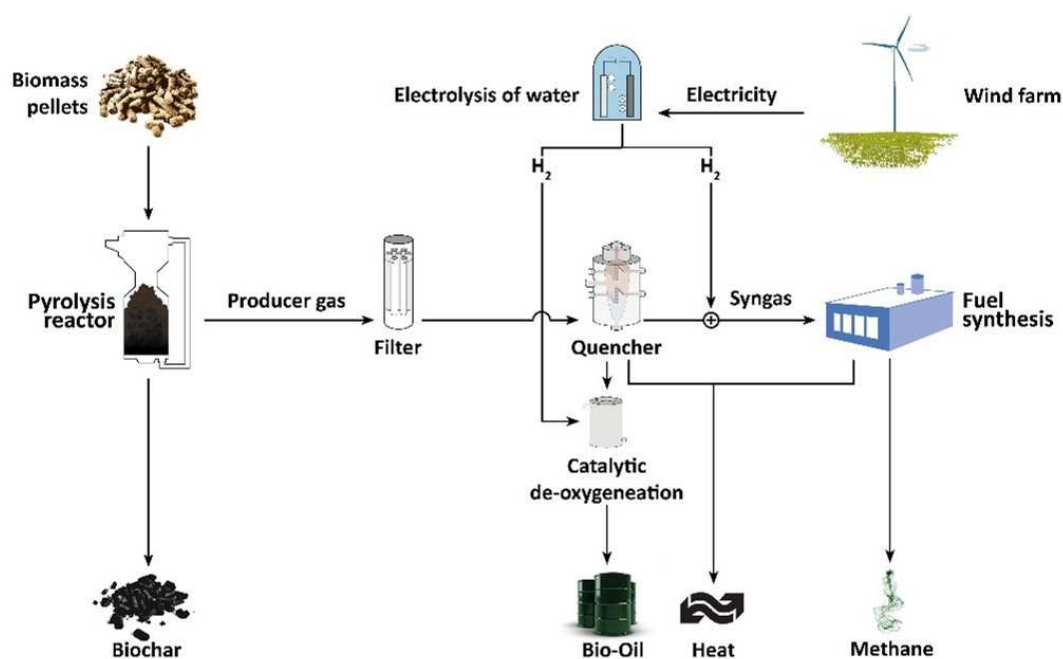 Biomass
pellets
Electrolysis of water
Electricity
Wind farm
H2
H2
Pyrolysis
reactor
Producer gas
Filter
Quencher
Syngas
Fuel
synthesis
Catalytic
de-oxygeneation
Biochar
Bio-Oil
Heat
Methane